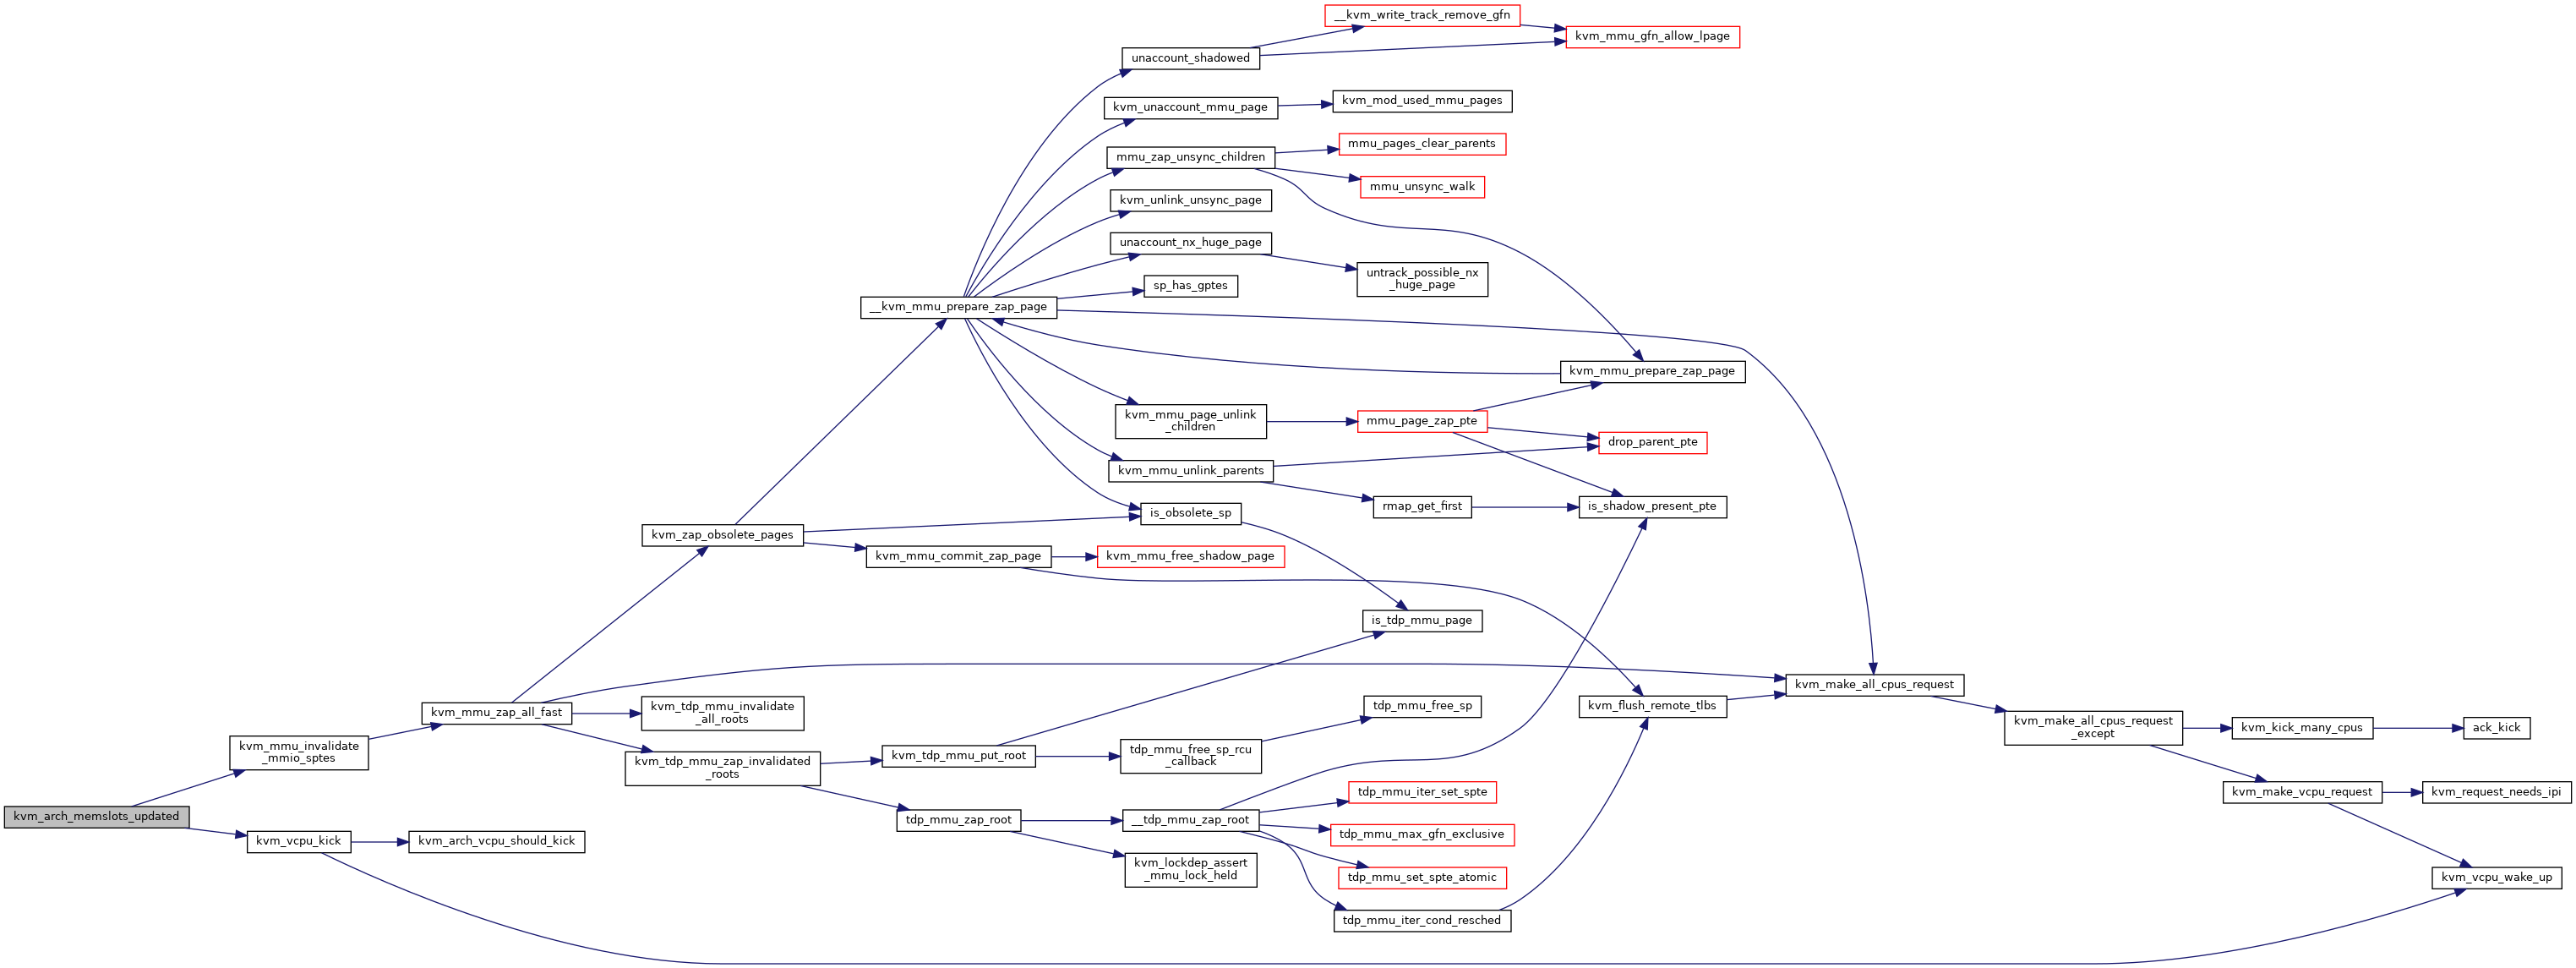 __kvm_write_track_remove_gfn
kvm_mmu_gfn_allow_lpage
unaccount_shadowed
kvm_mod_used_mmu_pages
kvm_unaccount_mmu_page
mmu_pages_clear_parents
mmu_zap_unsync_children
mmu_unsync_walk
kvm_unlink_unsync_page
unaccount_nx_huge_page
untrack_possible_nx
_huge_page
sp_has_gptes
__kvm_mmu_prepare_zap_page
kvm_mmu_prepare_zap_page
kvm_mmu_page_unlink
_children
mmu_page_zap_pte
drop_parent_pte
kvm_mmu_unlink_parents
rmap_get_first
is_shadow_present_pte
is_obsolete_sp
kvm_zap_obsolete_pages
kvm_mmu_commit_zap_page
kvm_mmu_free_shadow_page
is_tdp_mmu_page
kvm_make_all_cpus_request
kvm_mmu_zap_all_fast
kvm_tdp_mmu_invalidate
_all_roots
tdp_mmu_free_sp
kvm_flush_remote_tlbs
kvm_make_all_cpus_request
_except
kvm_kick_many_cpus
ack_kick
kvm_mmu_invalidate
_mmio_sptes
kvm_tdp_mmu_zap_invalidated
_roots
kvm_tdp_mmu_put_root
tdp_mmu_free_sp_rcu
_callback
tdp_mmu_iter_set_spte
kvm_make_vcpu_request
kvm_request_needs_ipi
kvm_arch_memslots_updated
tdp_mmu_zap_root
__tdp_mmu_zap_root
tdp_mmu_max_gfn_exclusive
kvm_vcpu_kick
kvm_arch_vcpu_should_kick
kvm_lockdep_assert
_mmu_lock_held
tdp_mmu_set_spte_atomic
kvm_vcpu_wake_up
tdp_mmu_iter_cond_resched